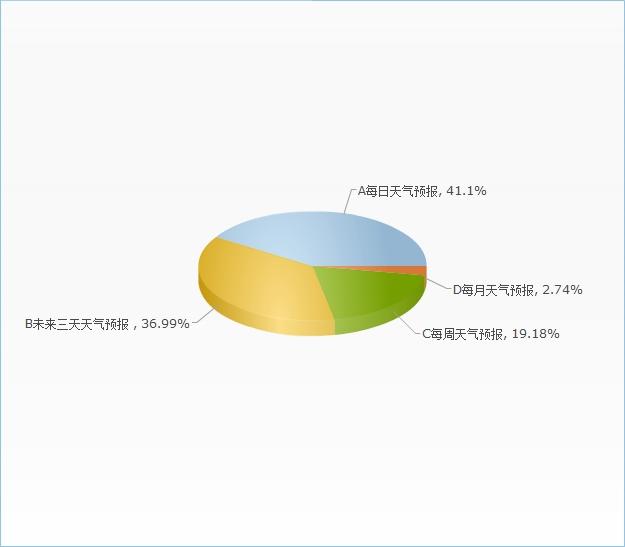 A每日天气预报, 41.1%
D每月天气预报, 2.74%
B未来三天天气预报 , 36.99%
C每周天气预报, 19.18%